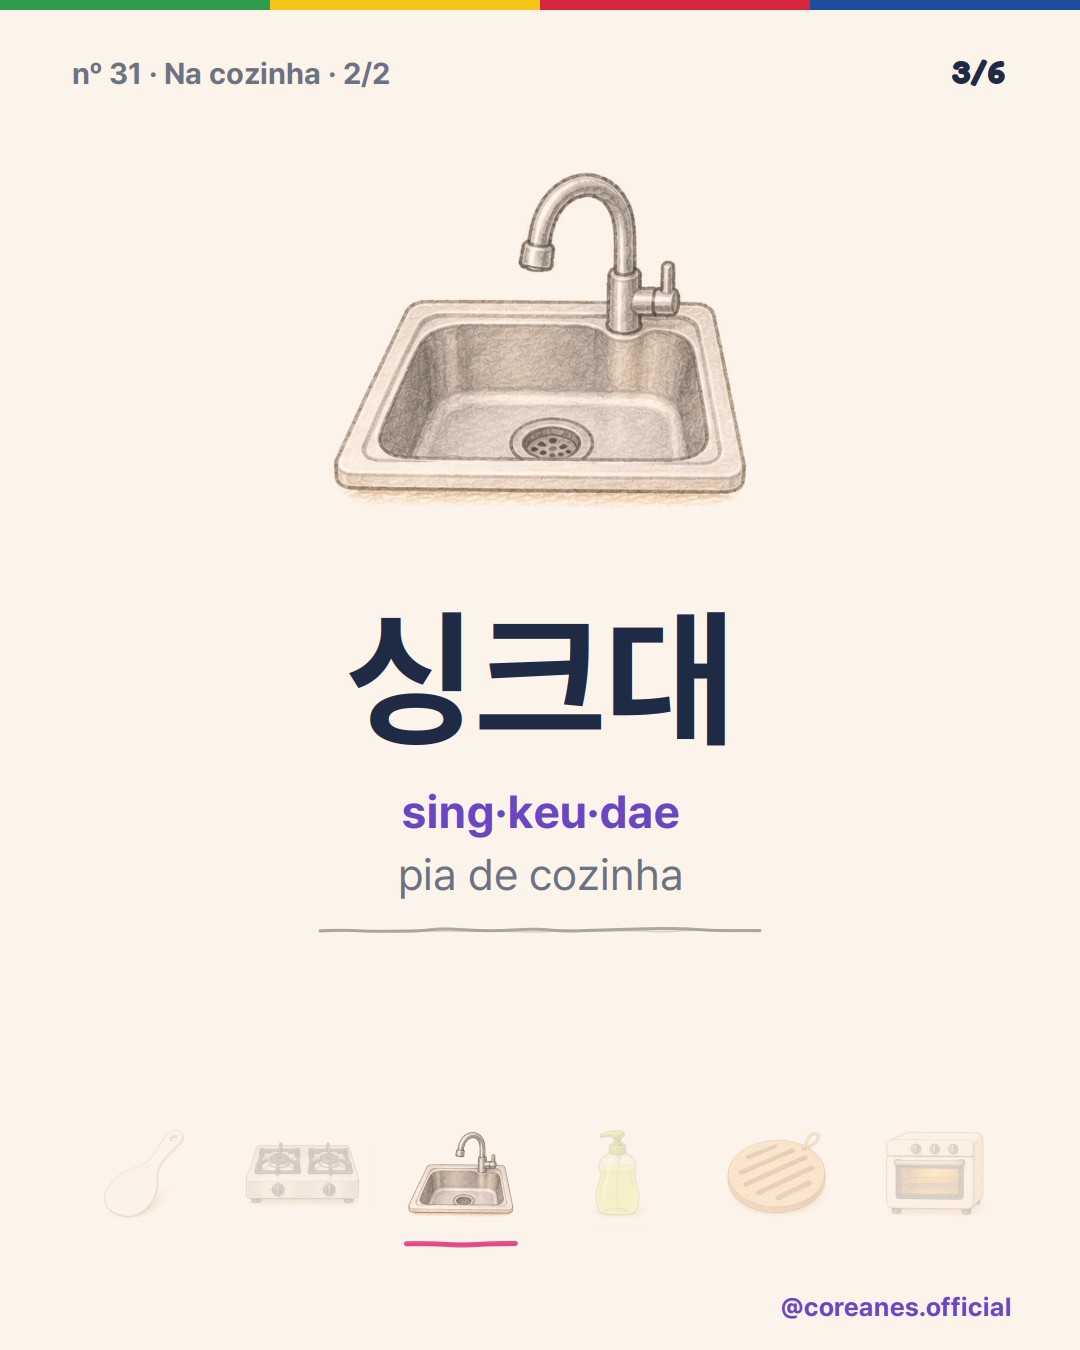 nº 31 · Na cozinha · 2/2
3/6
싱크대
sing·keu·dae
pia de cozinha
@coreanes.official